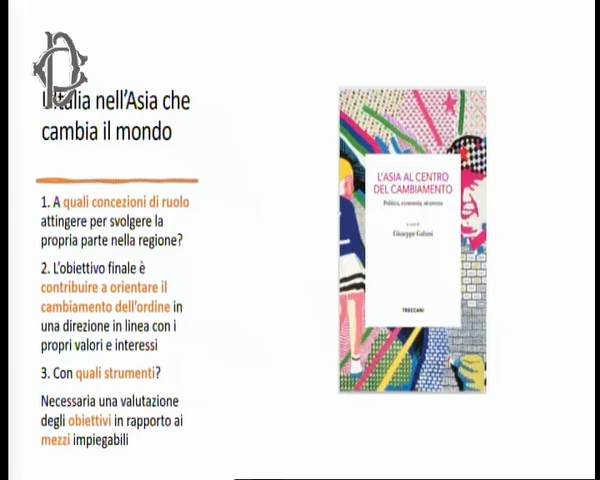 L'Italia nell'Asia che
cambia il mondo
1. A quali concezioni di ruolo
attingere per svolgere la
propria parte nella regione?
2. L'obiettivo finale è
contribuire a orientare il
cambiamento dell'ordine in
una direzione in linea con i
propri valori e interessi
3. Con quali strumenti?
Necessaria una valutazione
degli obiettivi in rapporto ai
mezzi impiegabili
L'ASIA AL CENTRO
DEL CAMBIAMENTO
Politica, economia, sicurezza
a cura di
Giuseppe Gabusi
TRECCANI